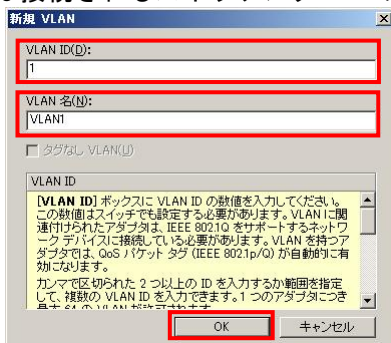 新規 VLAN
VLAN ID(D):
1
VLAN 名(N):
VLAN1
タグなし VLAN(U)
VLAN ID
[VLAN ID] ボックスに VLAN ID の数値を入力してください。
この数値はスイッチでも設定する必要があります。VLAN に関
連付けられたアダプタは、IEEE 802.1Q をサポートするネットワ
ーク デバイスに接続している必要があります。VLAN を持つア
ダプタでは、QoS パケット タグ (IEEE 802.1p/Q) が自動的に有
効になります。
カンマで区切られた 2 つ以上の ID を入力するか範囲を指定
して、複数の VLAN ID を入力できます。1 つのアダプタにつき
OK
キャンセル